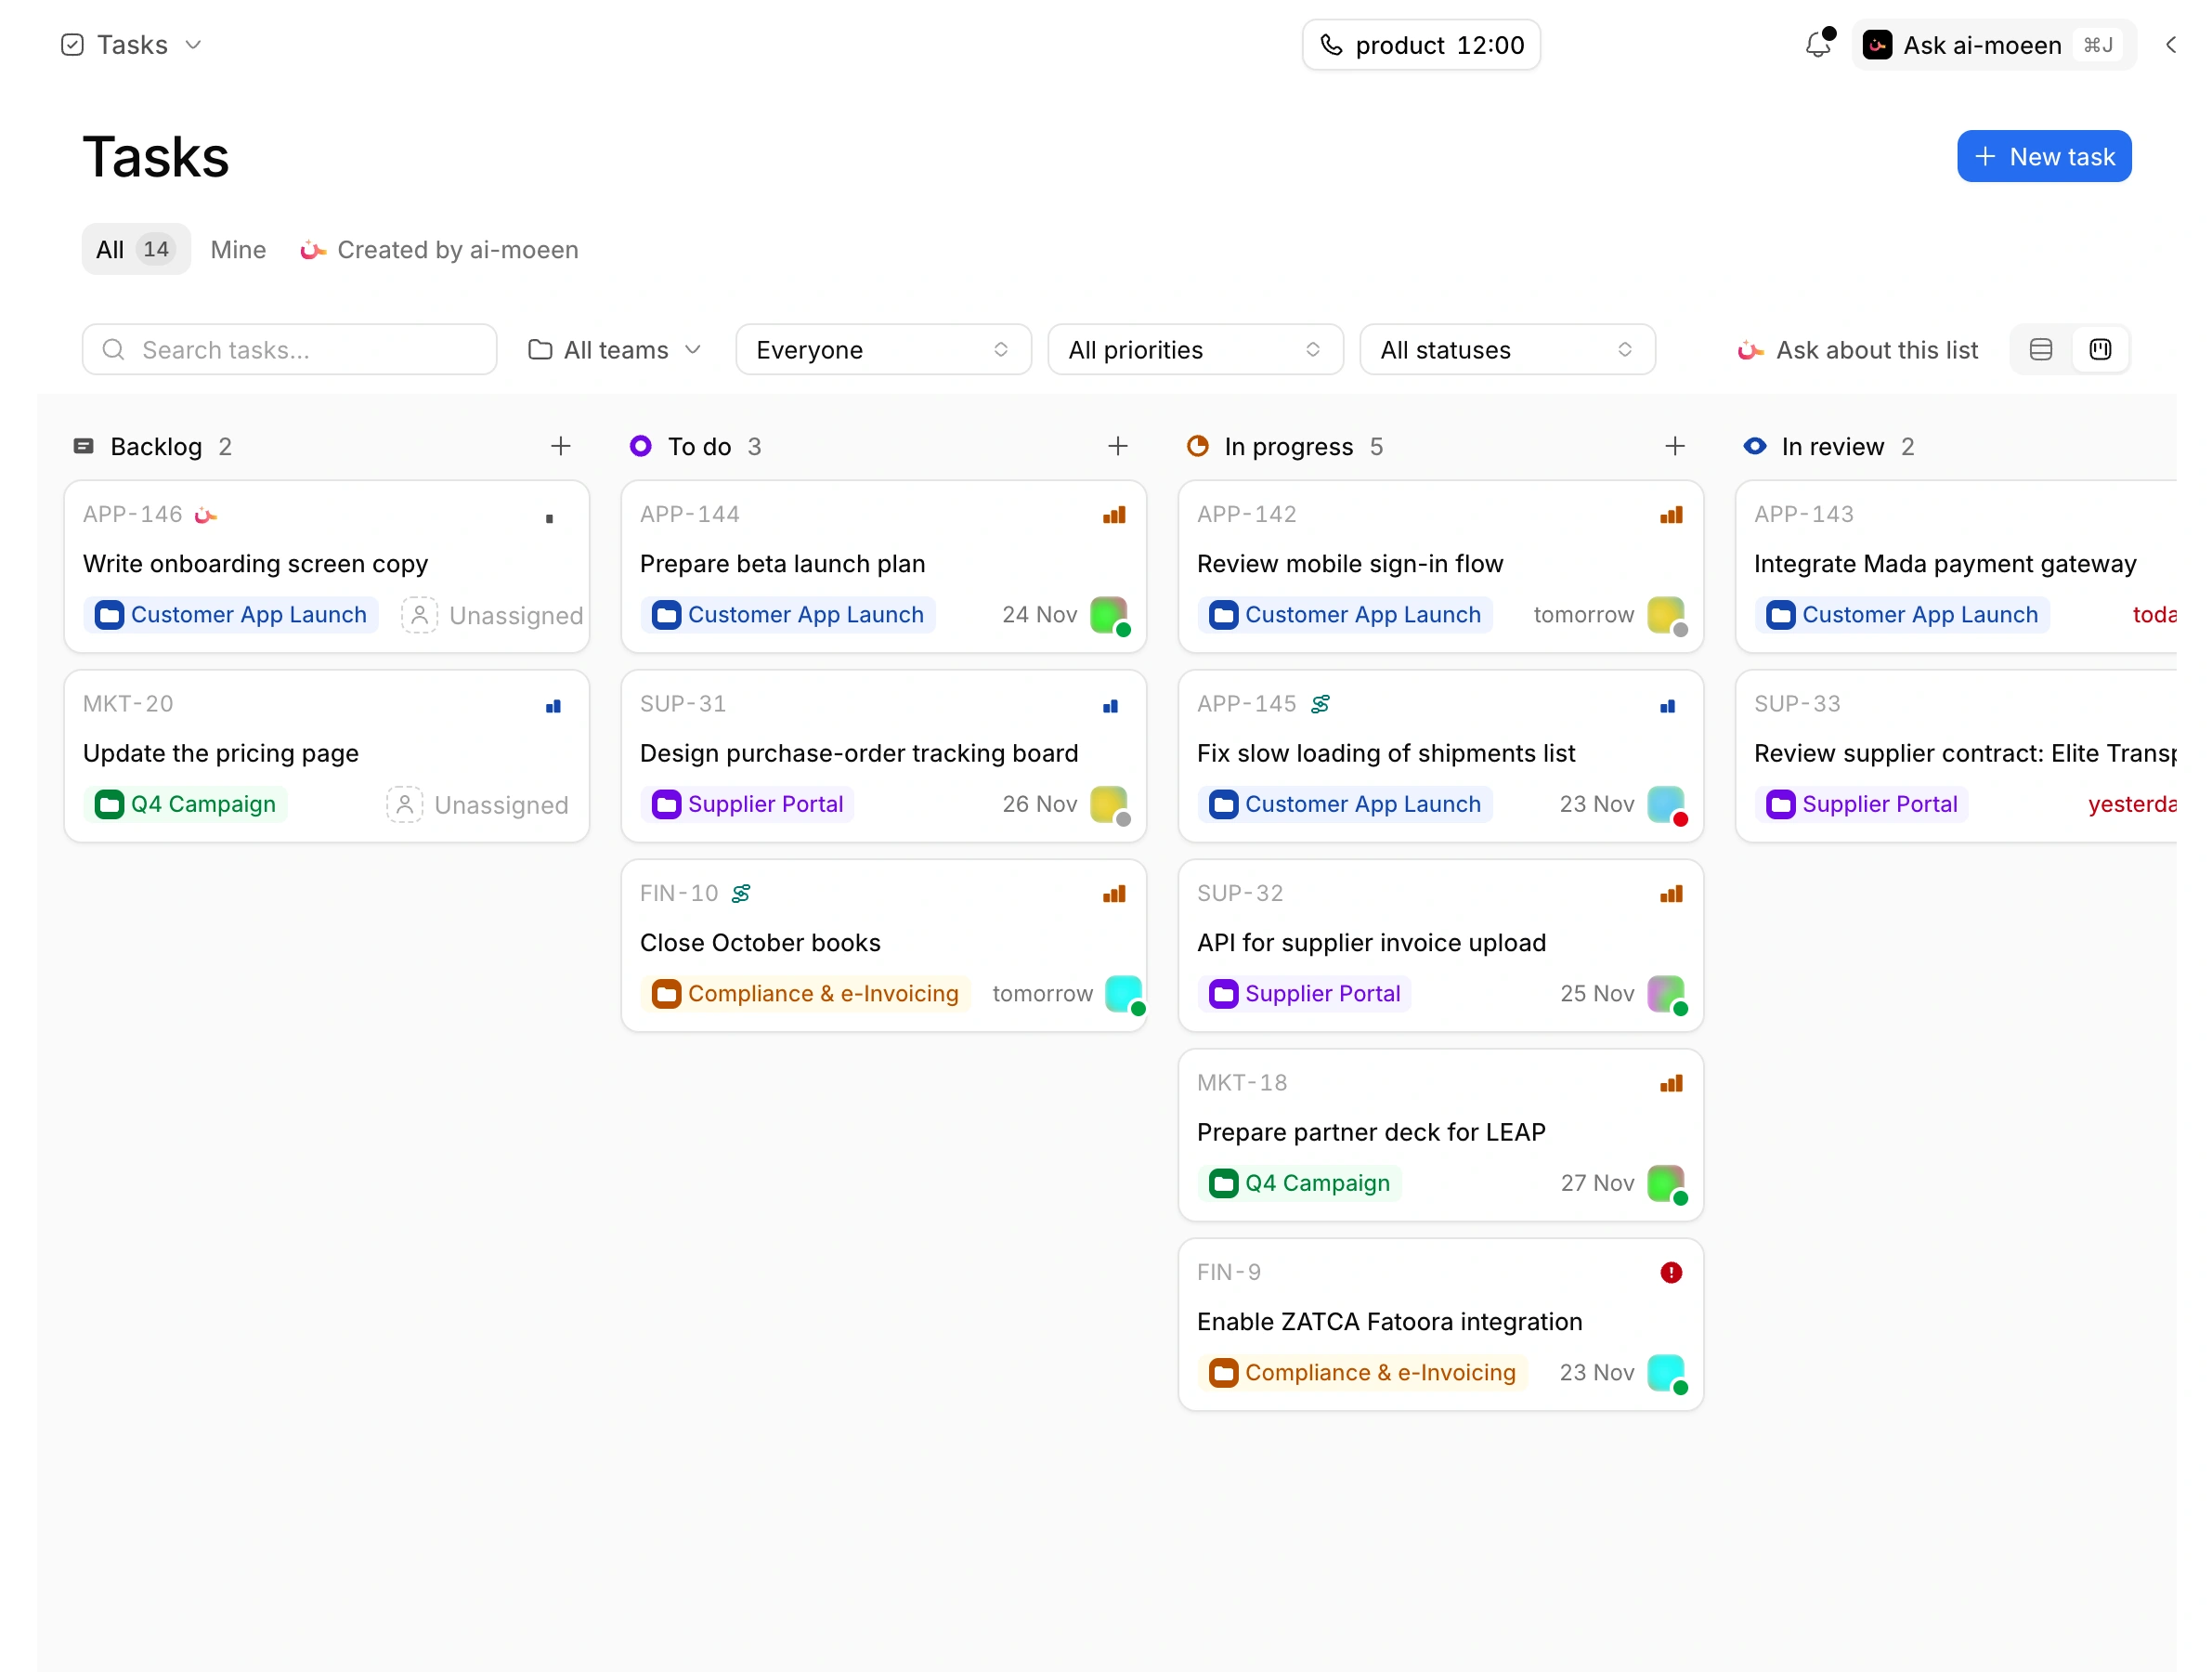 Tasks
product 12:00
Ask ai-moeen ⌘J
Tasks
+ New task
All 14
Mine
Created by ai-moeen
Search tasks...
All teams
Everyone
All priorities
All statuses
Ask about this list
Backlog 2
APP-146
Write onboarding screen copy
Customer App Launch
Unassigned
MKT-20
Update the pricing page
Q4 Campaign
Unassigned
To do 3
APP-144
Prepare beta launch plan
Customer App Launch
24 Nov
SUP-31
Design purchase-order tracking board
Supplier Portal
26 Nov
FIN-10
Close October books
Compliance & e-Invoicing
tomorrow
In progress 5
APP-142
Review mobile sign-in flow
Customer App Launch
tomorrow
APP-145
Fix slow loading of shipments list
Customer App Launch
23 Nov
SUP-32
API for supplier invoice upload
Supplier Portal
25 Nov
MKT-18
Prepare partner deck for LEAP
Q4 Campaign
27 Nov
FIN-9
Enable ZATCA Fatoora integration
Compliance & e-Invoicing
23 Nov
In review 2
APP-143
Integrate Mada payment gateway
Customer App Launch
SUP-33
Review supplier contract: Elite
Supplier Portal